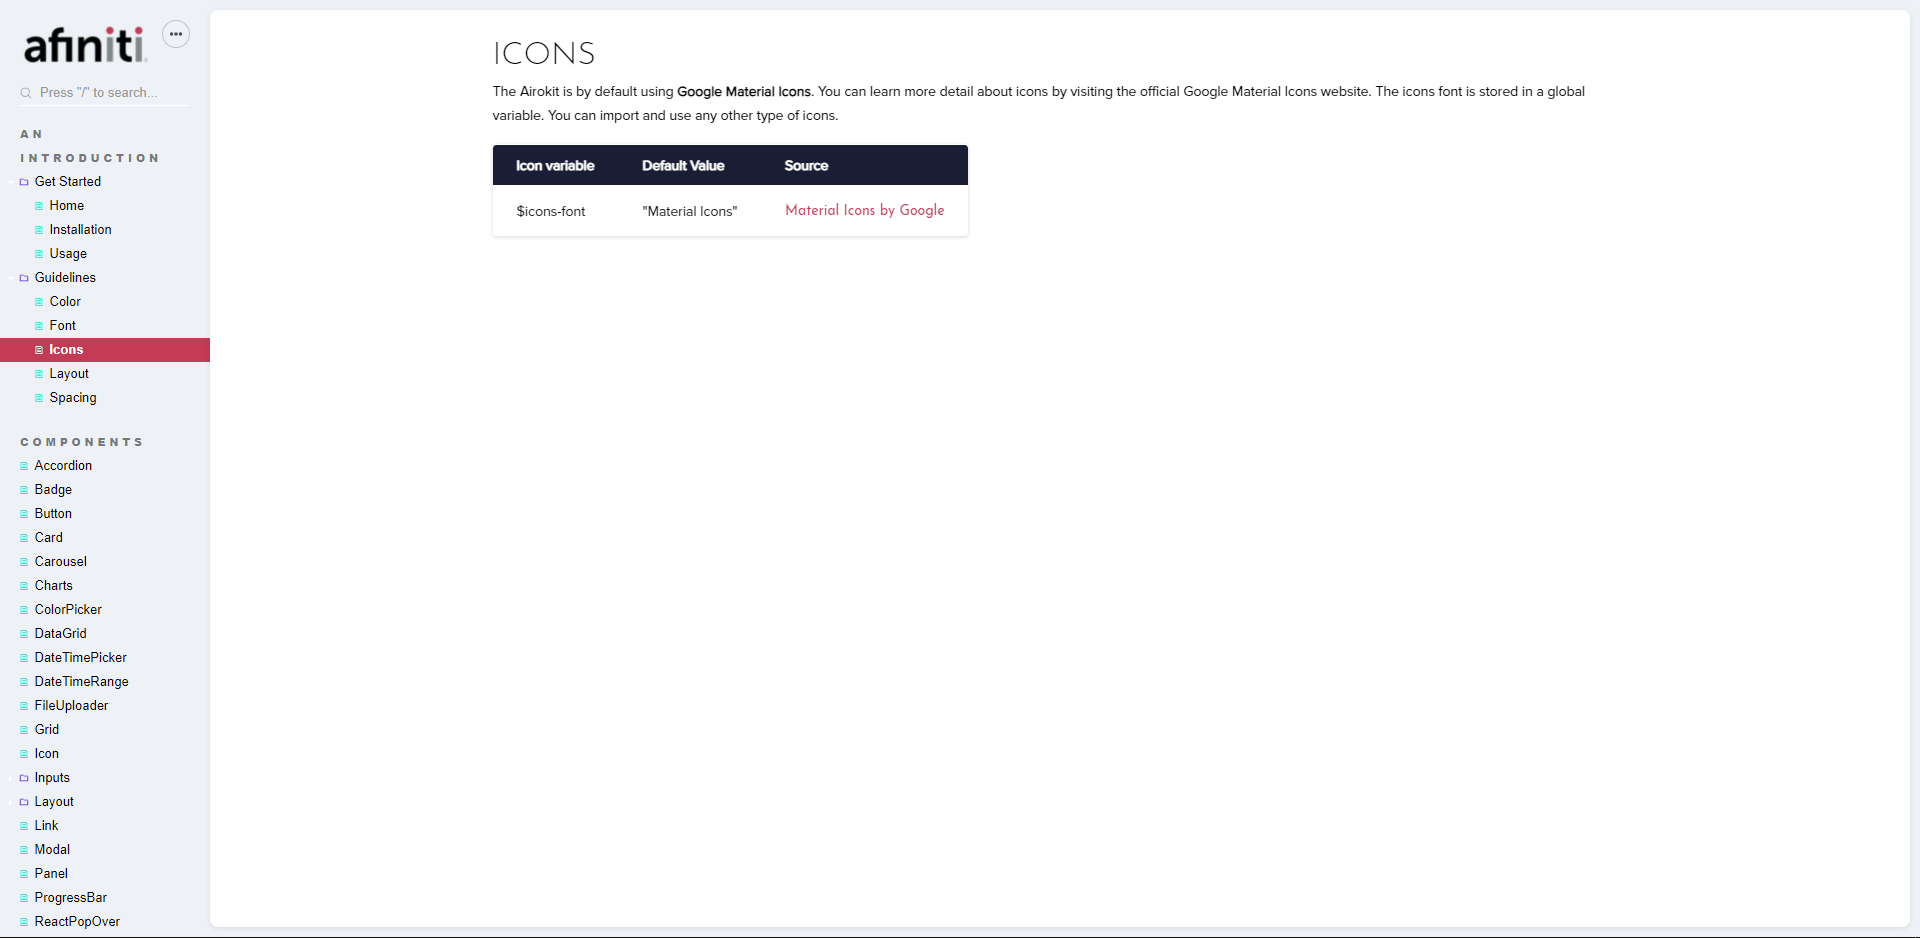 afiniti
Press "/" to search...
AN
INTRODUCTION
Get Started
Home
Installation
Usage
Guidelines
Color
Font
Icons
Layout
Spacing
COMPONENTS
Accordion
Badge
Button
Card
Carousel
Charts
ColorPicker
DataGrid
DateTimePicker
DateTimeRange
FileUploader
Grid
Icon
Inputs
Layout
Link
Modal
Panel
ProgressBar
ReactPopOver
ICONS
The Airokit is by default using Google Material Icons. You can learn more detail about icons by visiting the official Google Material Icons website. The icons font is stored in a global
variable. You can import and use any other type of icons.
Icon variable Default Value Source
$icons-font "Material Icons" Material Icons by Google